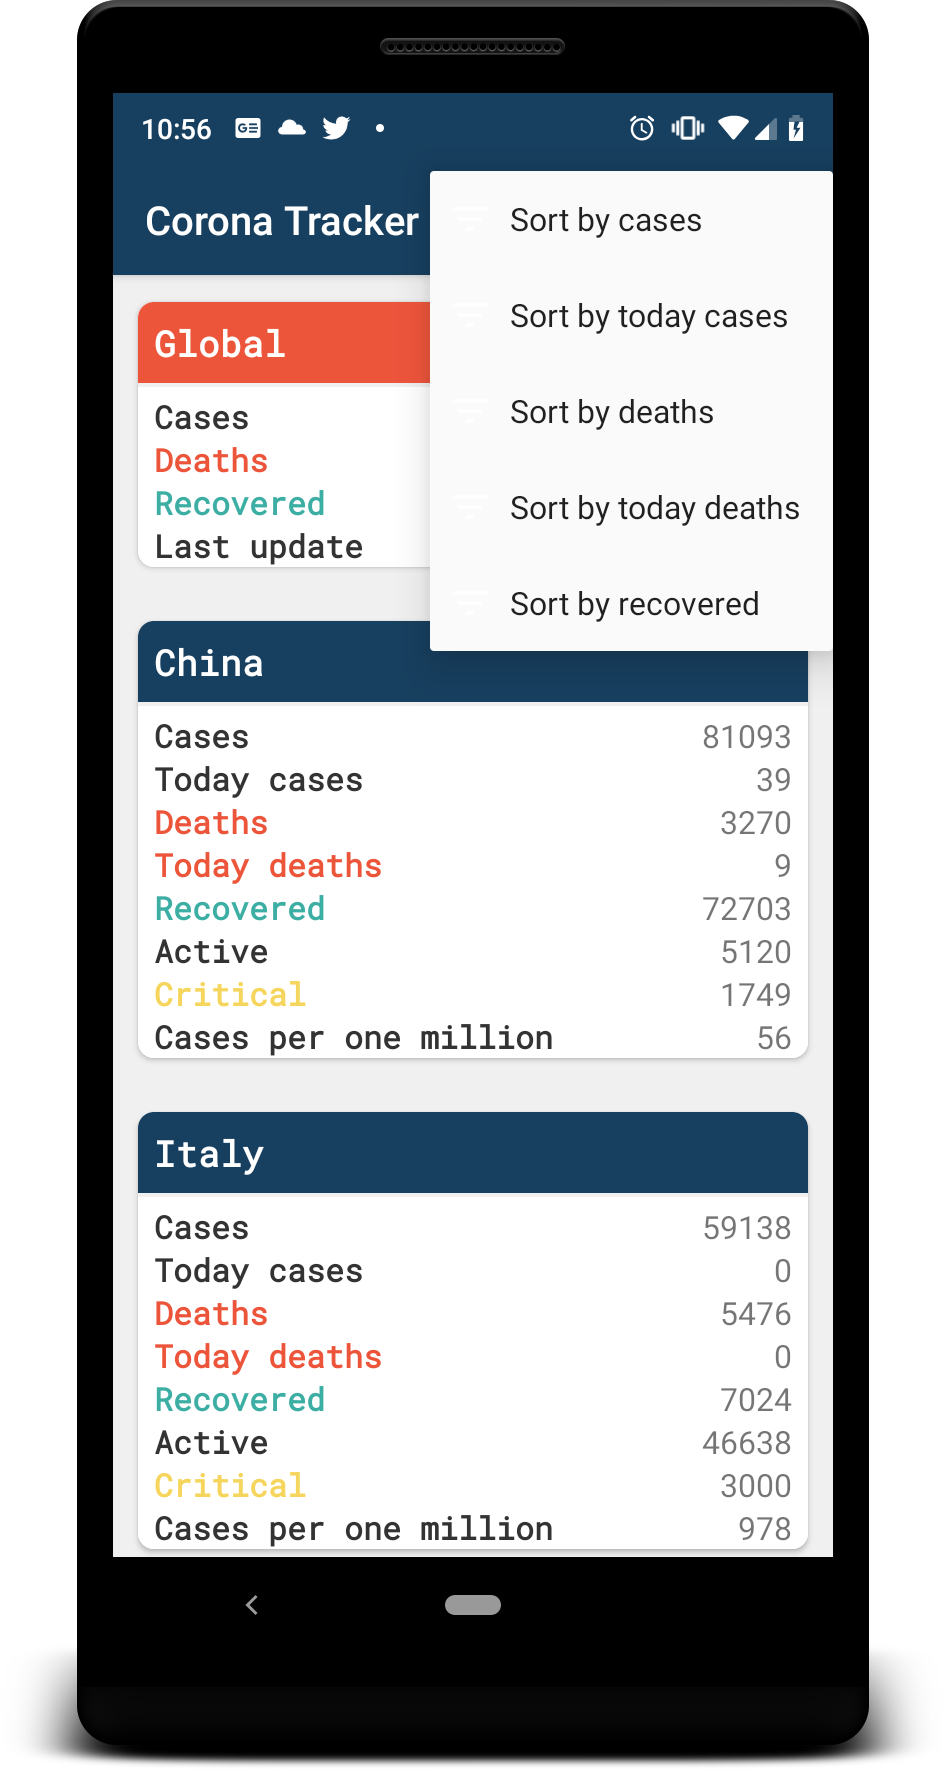 10:56
Corona Tracker
Sort by cases
Sort by today cases
Sort by deaths
Sort by today deaths
Sort by recovered
Global
Cases
Deaths
Recovered
Last update
China
Cases 81093
Today cases 39
Deaths 3270
Today deaths 9
Recovered 72703
Active 5120
Critical 1749
Cases per one million 56
Italy
Cases 59138
Today cases 0
Deaths 5476
Today deaths 0
Recovered 7024
Active 46638
Critical 3000
Cases per one million 978